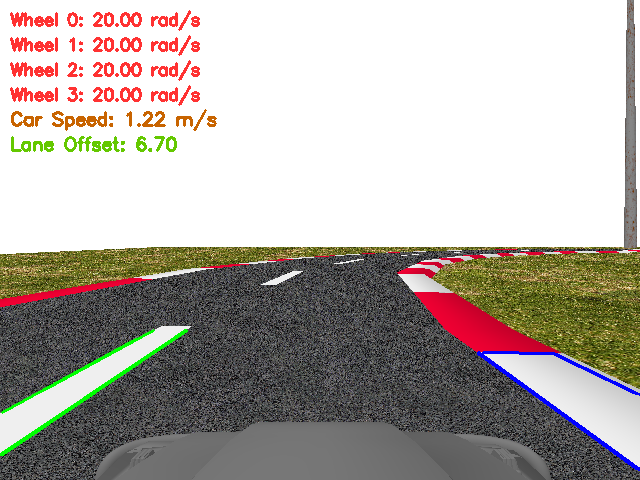 Wheel 0: 20.00 rad/s
Wheel 1: 20.00 rad/s
Wheel 2: 20.00 rad/s
Wheel 3: 20.00 rad/s
Car Speed: 1.22 m/s
Lane Offset: 6.70